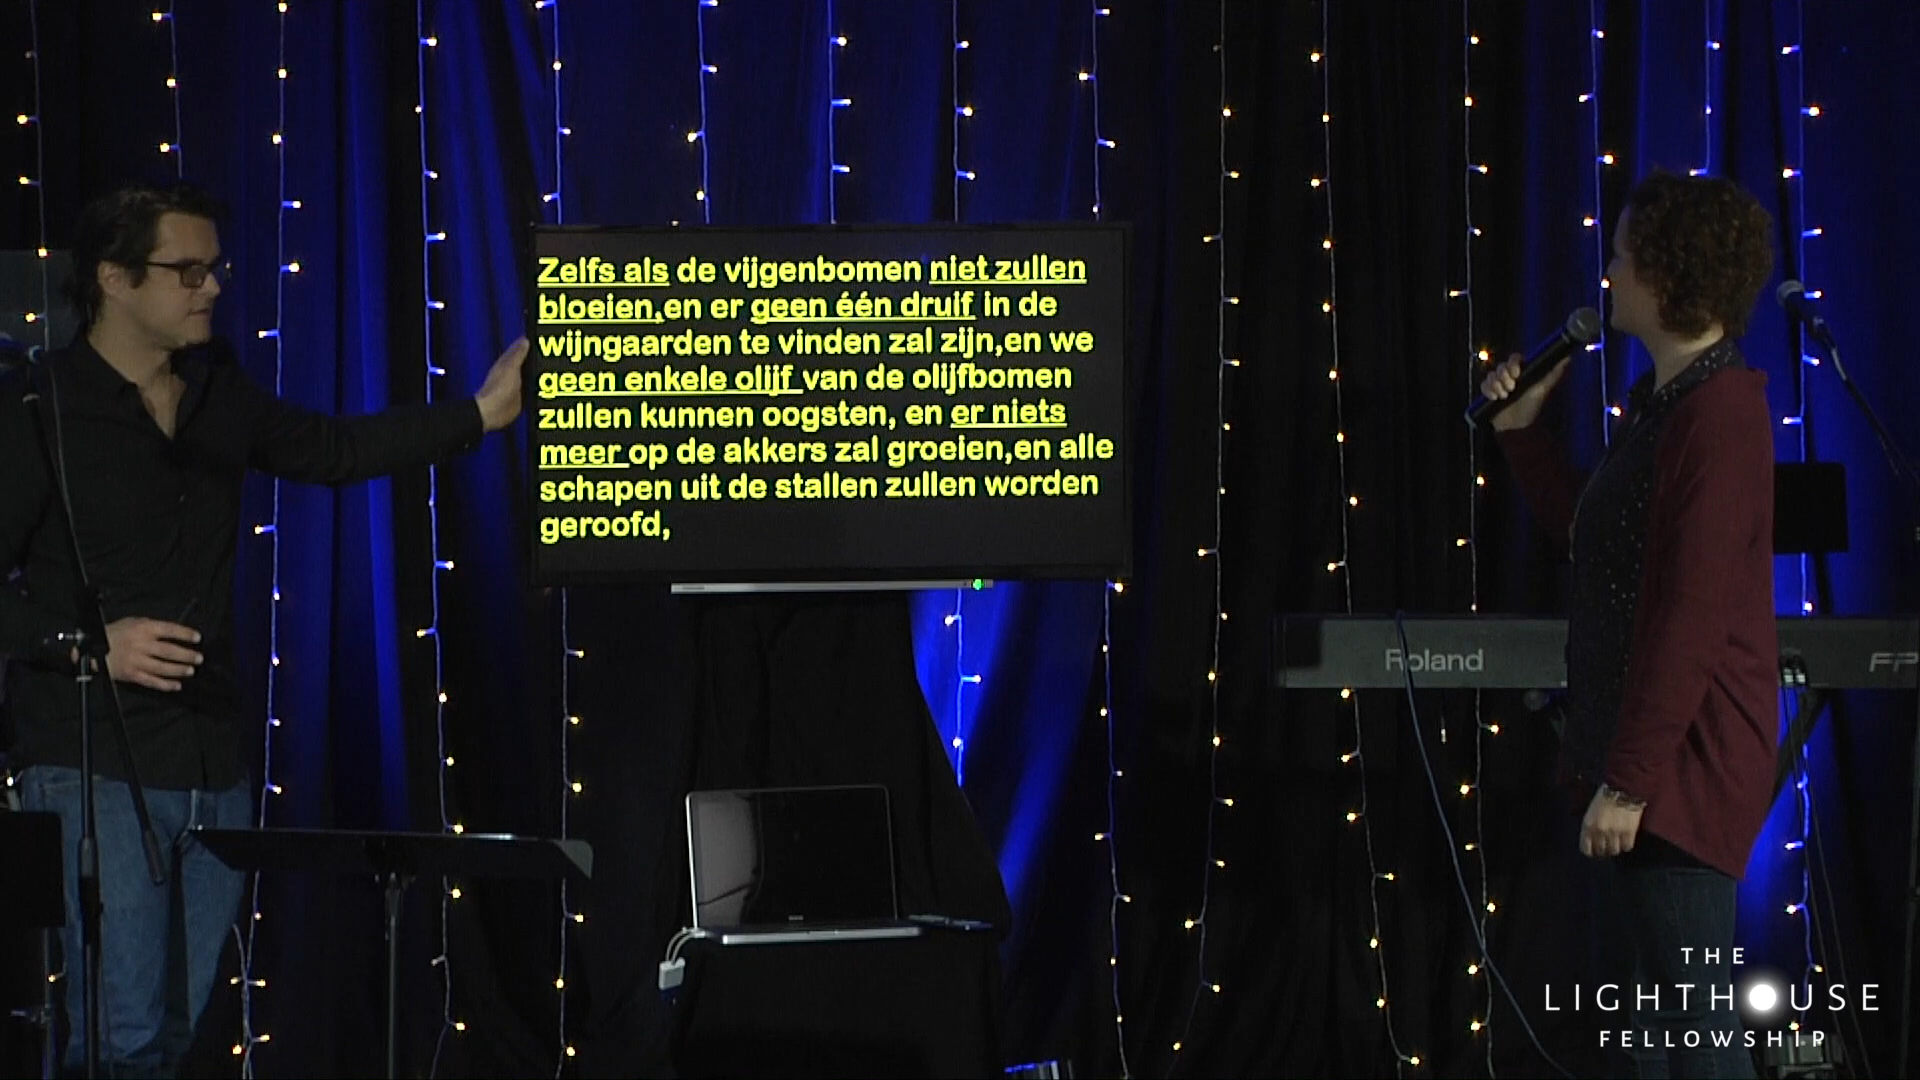 Zelfs als de vijgenbomen niet zullen
bloeien,en er geen één druif in de
wijngaarden te vinden zal zijn,en we
geen enkele olijf van de olijfbomen
zullen kunnen oogsten, en er niets
meer op de akkers zal groeien,en alle
schapen uit de stallen zullen worden
geroofd,
Roland
FP
THE
LIGHTHOUSE
FELLOWSHIP